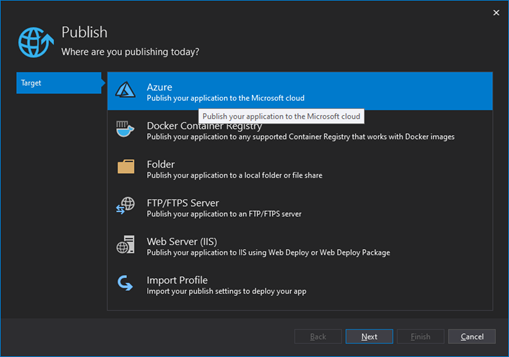 Publish
Where are you publishing today?
Target
Azure
Publish your application to the Microsoft cloud
Publish your application to the Microsoft cloud
Docker Container Registry
Publish your application to any supported Container Registry that works with Docker images
Folder
Publish your application to a local folder or file share
FTP/FTPS Server
Publish your application to an FTP/FTPS server
Web Server (IIS)
Publish your application to IIS using Web Deploy or Web Deploy Package
Import Profile
Import your publish settings to deploy your app
Back
Next
Finish
Cancel